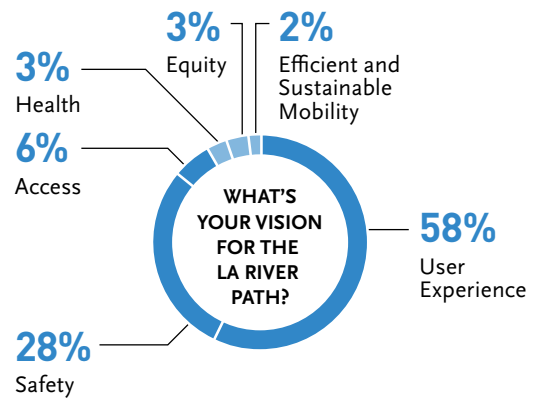 3%
Equity
2%
Efficient and
Sustainable
Mobility
3%
Health
6%
Access
WHAT'S
YOUR VISION
FOR THE
LA RIVER
PATH?
58%
User
Experience
28%
Safety